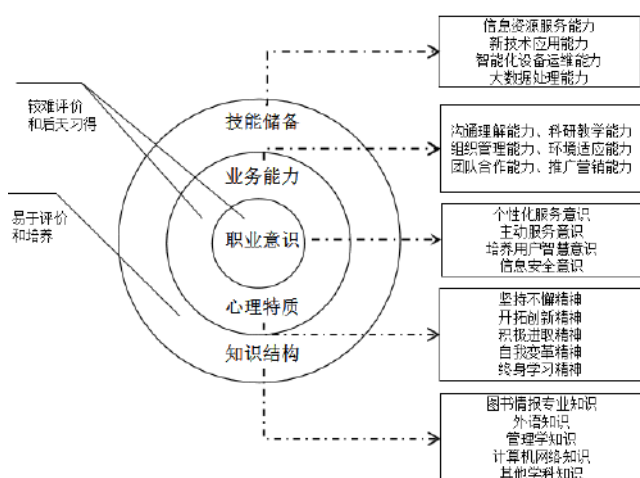 信息资源服务能力
新技术应用能力
智能化设备运维能力
大数据处理能力
较难评价
和后天习得
技能储备
沟通理解能力、科研教学能力
组织管理能力、环境适应能力
团队合作能力、推广营销能力
业务能力
易于评价
和培养
职业意识
个性化服务意识
主动服务意识
培养用户智慧意识
信息安全意识
心理特质
坚持不懈精神
开拓创新精神
积极进取精神
自我变革精神
终身学习精神
知识结构
图书情报专业知识
外语知识
管理学知识
计算机网络知识
其他学科知识